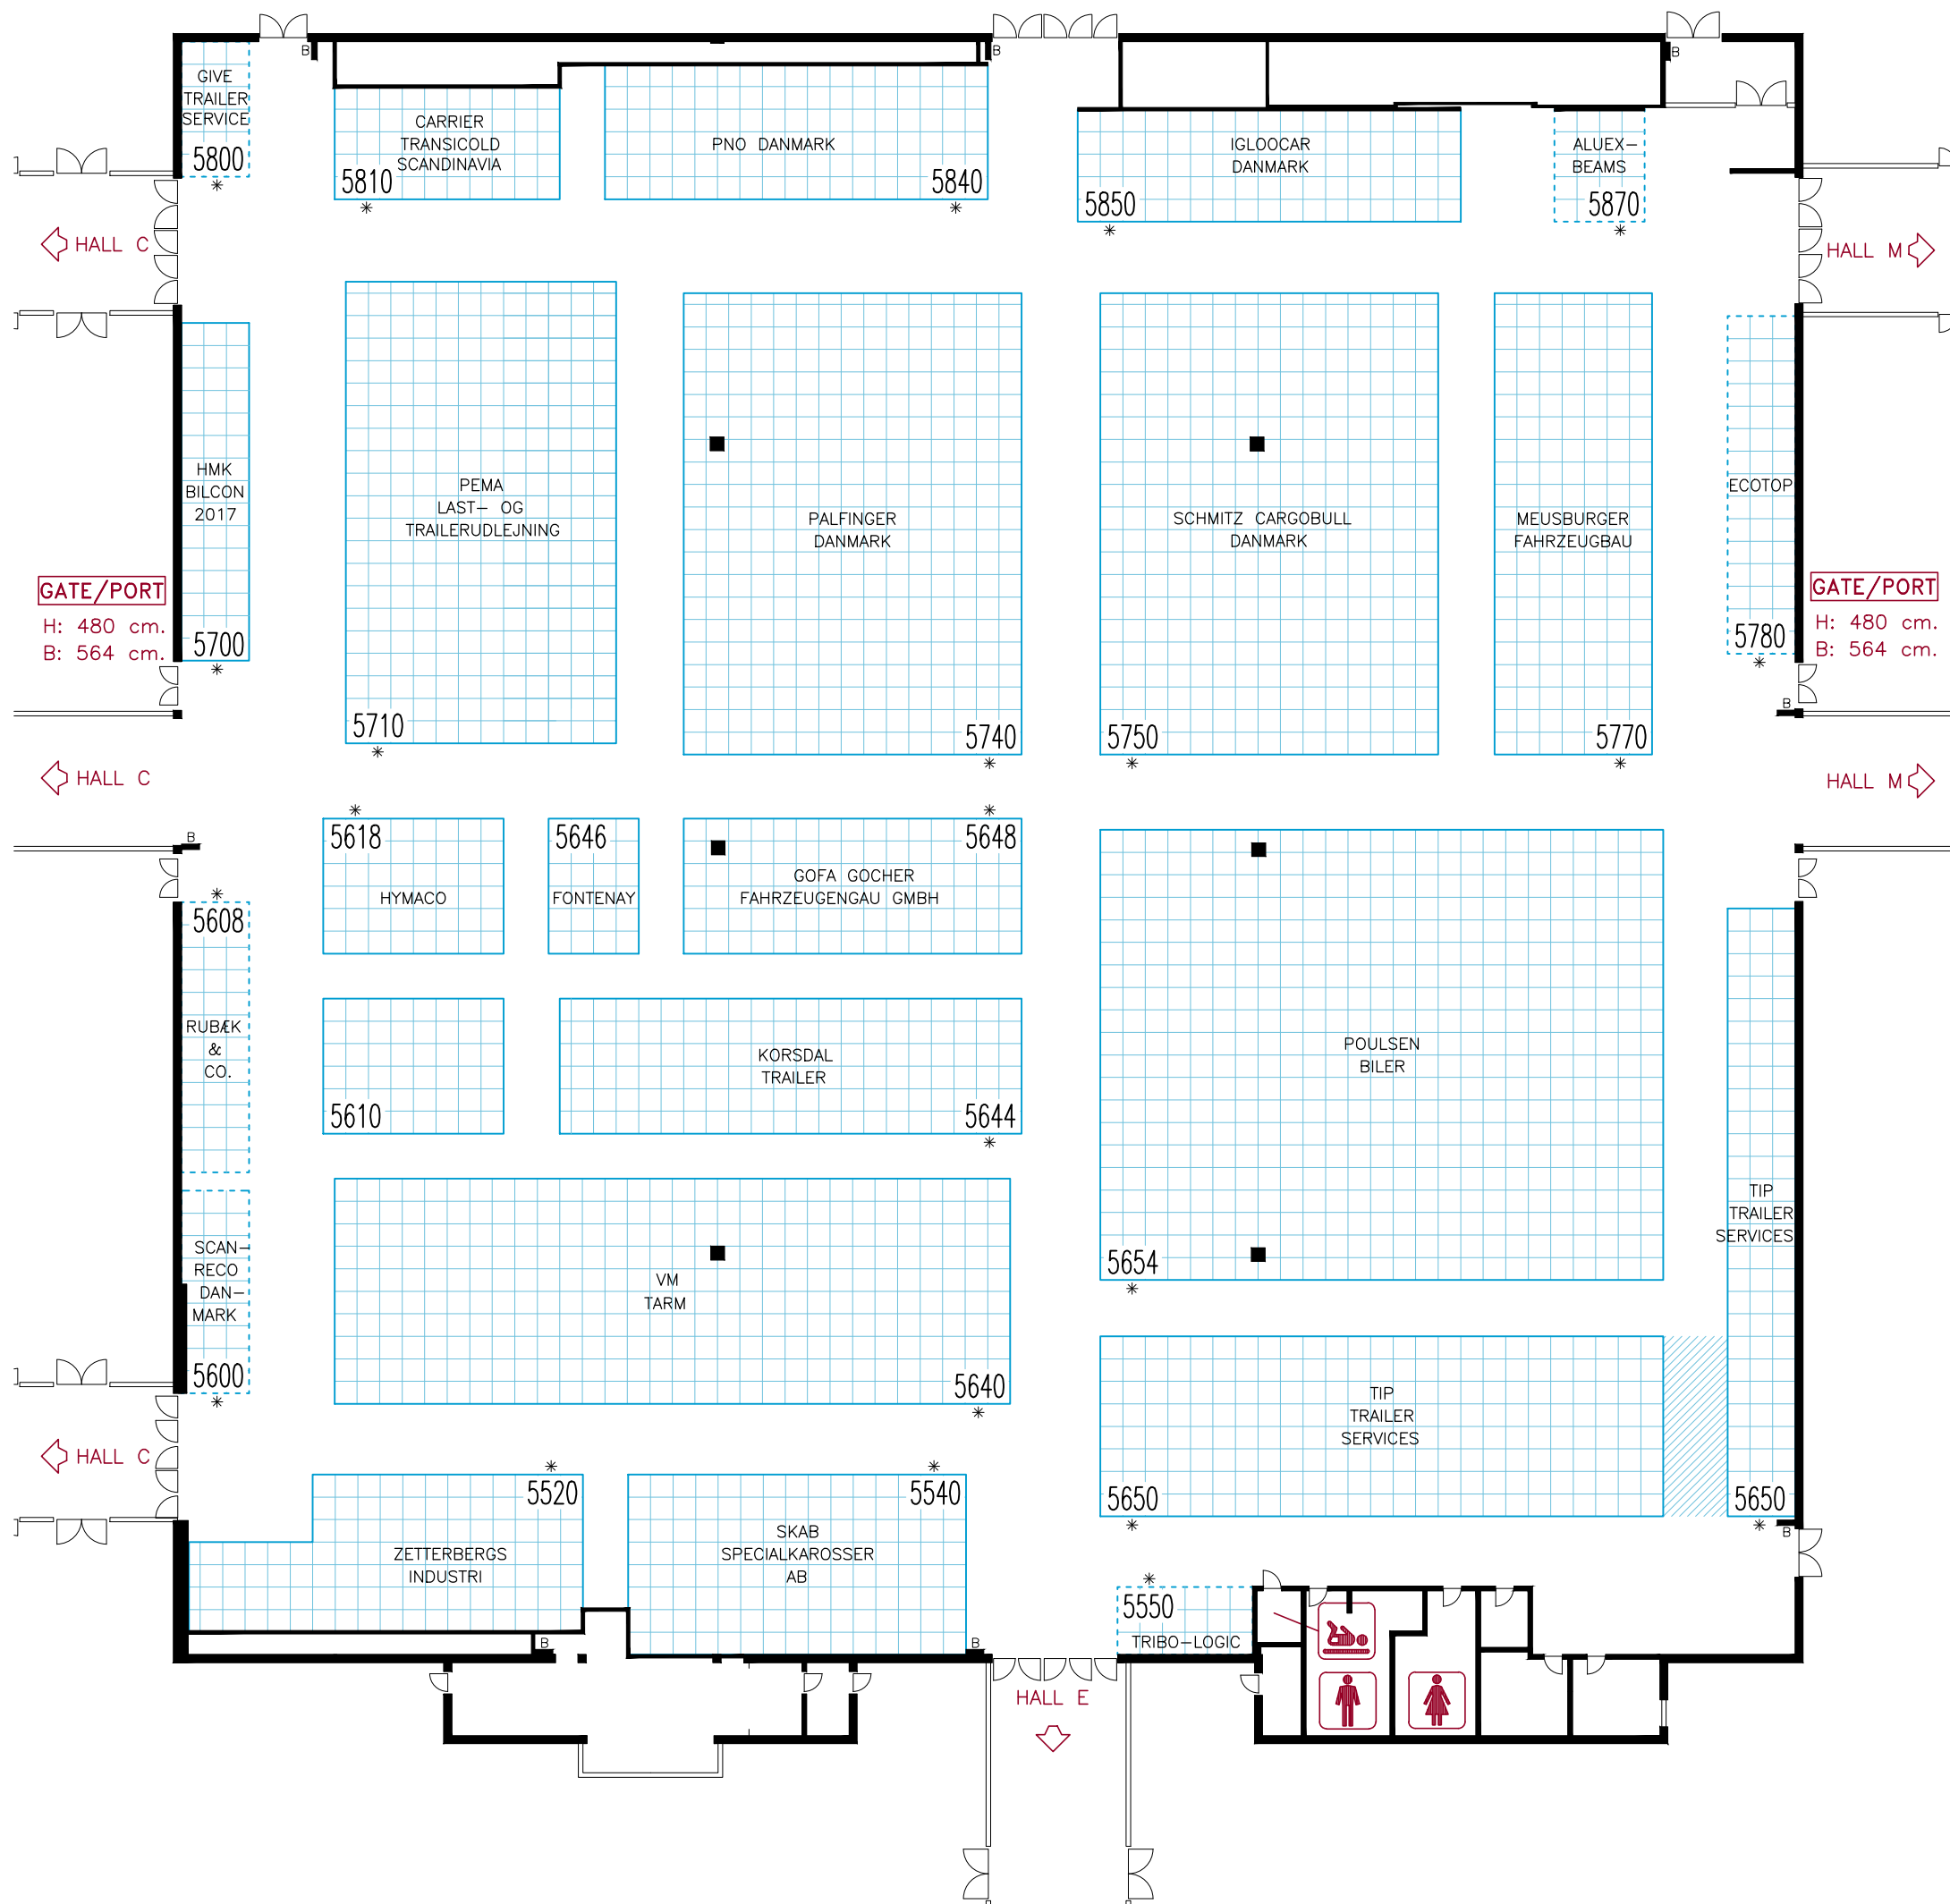 B
B
B
GIVE
TRAILER
SERVICE
5800
*
CARRIER
TRANSICOLD
SCANDINAVIA
5810
*
PNO DANMARK
5840
*
IGLOOCAR
DANMARK
5850
*
ALUEX-
BEAMS
5870
*
HALL C
HALL M
HMK
BILCON
2017
5700
*
PEMA
LAST- OG
TRAILERUDLEJNING
5710
*
PALFINGER
DANMARK
5740
*
SCHMITZ CARGOBULL
DANMARK
5750
*
MEUSBURGER
FAHRZEUGBAU
5770
*
ECOTOP
5780
*
GATE/PORT
H: 480 cm.
B: 564 cm.
GATE/PORT
H: 480 cm.
B: 564 cm.
B
HALL C
HALL M
B
*
5618
HYMACO
5646
FONTENAY
*
5648
GOFA GOCHER
FAHRZEUGENGAU GMBH
*
5608
RUBÆK
&
CO.
5610
KORSDAL
TRAILER
5644
*
POULSEN
BILER
5654
*
SCAN-
RECO
DAN-
MARK
5600
*
VM
TARM
5640
*
TIP
TRAILER
SERVICES
5650
*
TIP
TRAILER
SERVICES
5650
*
B
HALL C
*
5520
ZETTERBERGS
INDUSTRI
*
5540
SKAB
SPECIALKAROSSER
AB
*
5550
TRIBO-LOGIC
B
B
HALL E